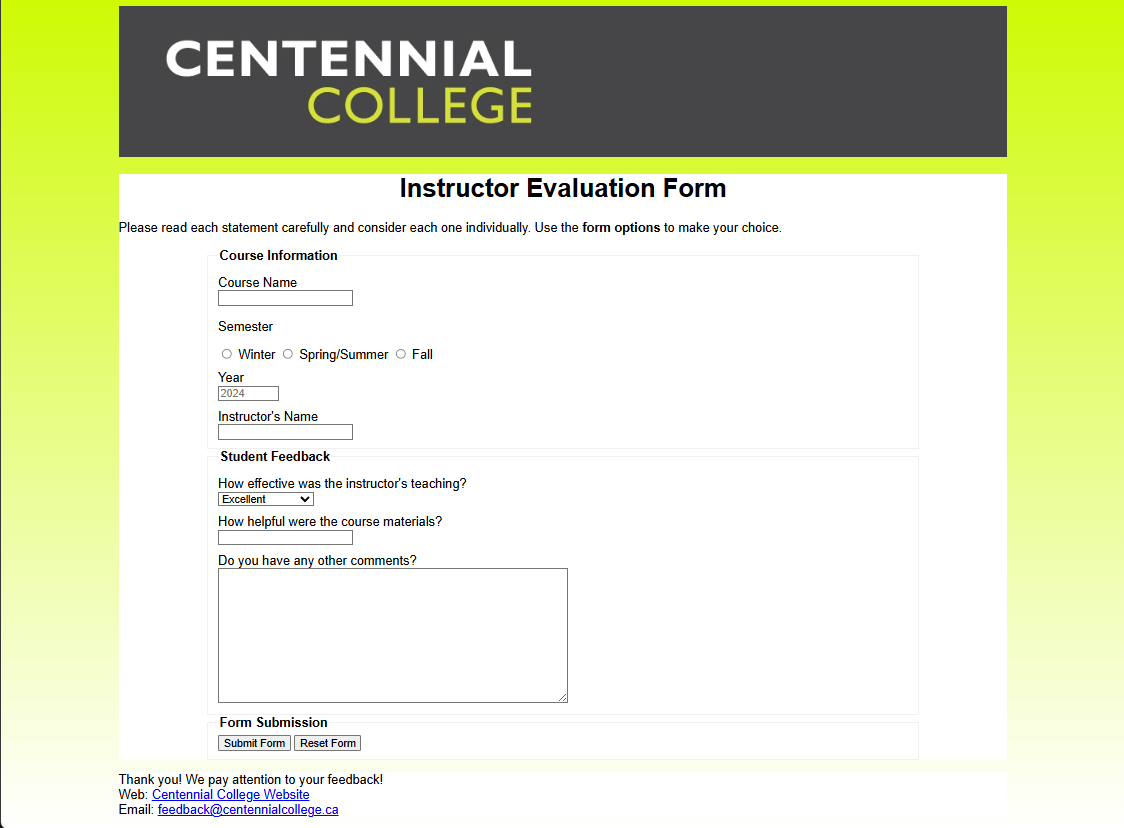 CENTENNIAL
COLLEGE
Instructor Evaluation Form
Please read each statement carefully and consider each one individually. Use the form options to make your choice.
Course Information
Course Name
Semester
Winter Spring/Summer Fall
Year
2024
Instructor's Name
Student Feedback
How effective was the instructor's teaching?
Excellent
How helpful were the course materials?
Do you have any other comments?
Form Submission
Submit Form Reset Form
Thank you! We pay attention to your feedback!
Web: Centennial College Website
Email: feedback@centennialcollege.ca